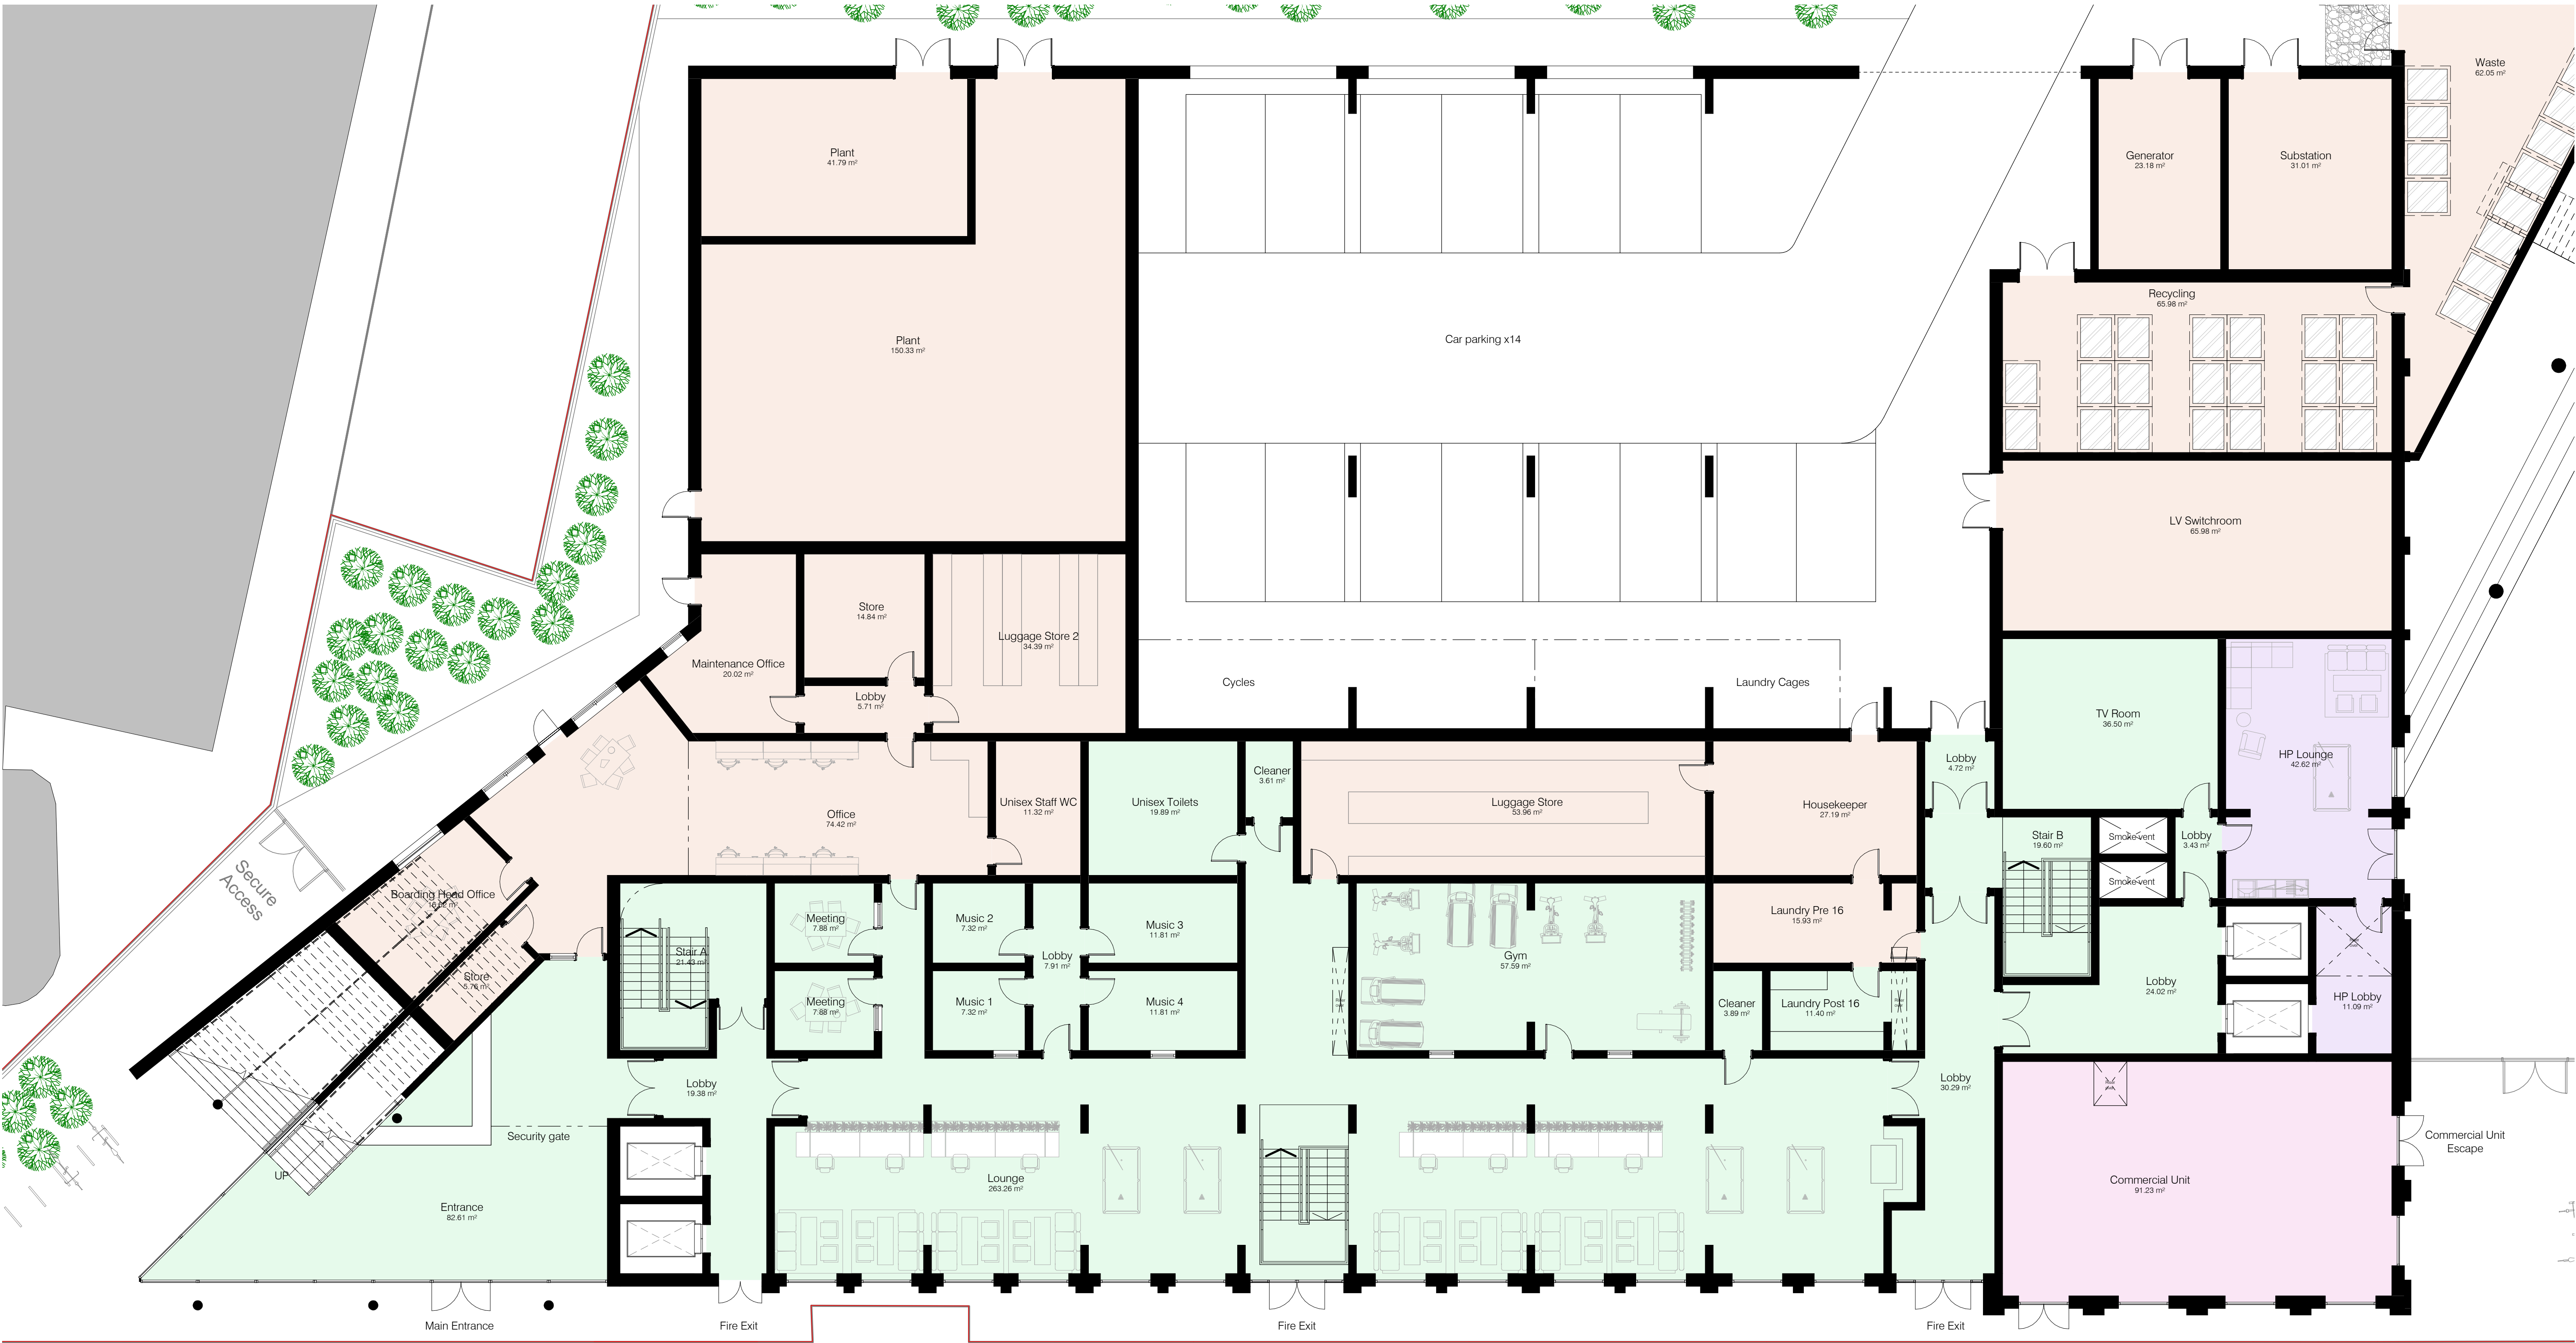 Waste
62.05 m²
Plant
41.79 m²
Generator
23.18 m²
Substation
31.01 m²
Recycling
65.98 m²
Plant
150.33 m²
Car parking x14
LV Switchroom
65.98 m²
Store
14.84 m²
Luggage Store 2
34.39 m²
Maintenance Office
20.02 m²
Lobby
5.71 m²
Cycles
Laundry Cages
TV Room
36.50 m²
HP Lounge
42.62 m²
Office
74.42 m²
Unisex Staff WC
11.32 m²
Unisex Toilets
19.89 m²
Cleaner
3.61 m²
Luggage Store
53.96 m²
Housekeeper
27.19 m²
Lobby
4.72 m²
Stair B
19.60 m²
Smoke vent
Smoke vent
Lobby
3.43 m²
Secure
Access
Boarding Head Office
Store
5.76 m²
Stair A
21.43 m²
Meeting
7.88 m²
Meeting
7.88 m²
Music 2
7.32 m²
Music 1
7.32 m²
Lobby
7.91 m²
Music 3
11.81 m²
Music 4
11.81 m²
Gym
57.59 m²
Laundry Pre 16
15.93 m²
Cleaner
3.89 m²
Laundry Post 16
11.40 m²
Lobby
24.02 m²
HP Lobby
11.09 m²
Lobby
19.38 m²
Lobby
30.29 m²
Security gate
UP
Entrance
82.61 m²
Lounge
263.26 m²
Commercial Unit
91.23 m²
Commercial Unit
Escape
Main Entrance
Fire Exit
Fire Exit
Fire Exit